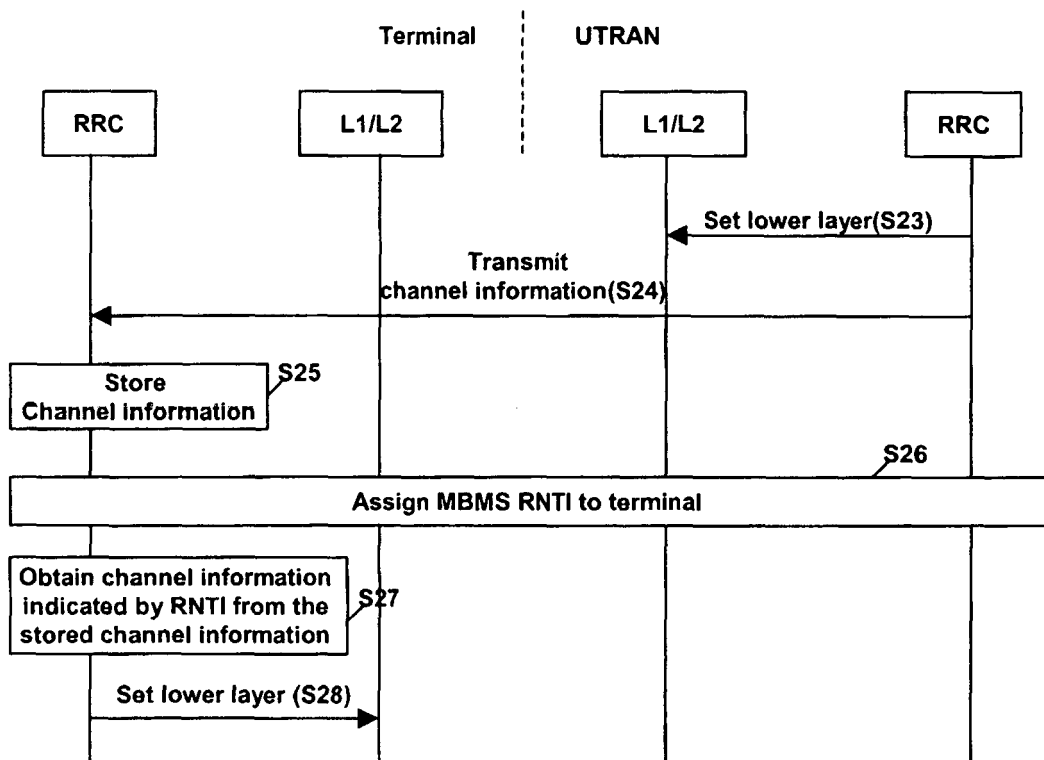 Terminal
UTRAN
RRC
L1/L2
L1/L2
RRC
Set lower layer(S23)
Transmit
channel information(S24)
Store
Channel information
S25
S26
Assign MBMS RNTI to terminal
Obtain channel information
indicated by RNTI from the
stored channel information
S27
Set lower layer (S28)